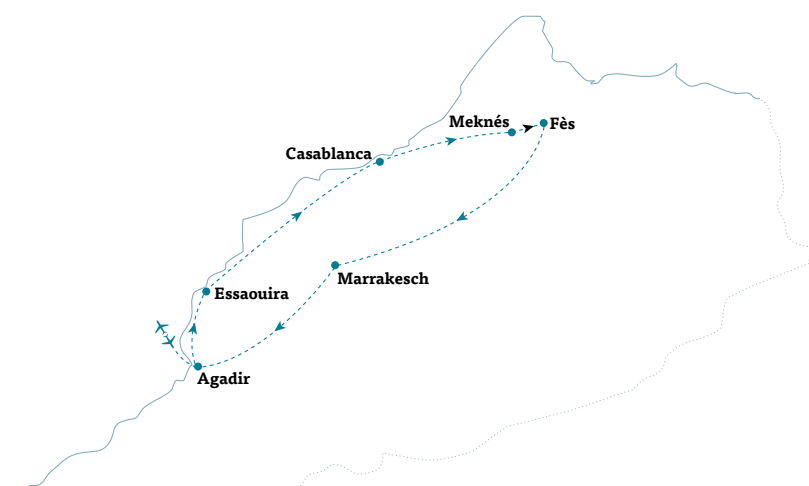 Meknés
Fès
Casablanca
Marrakesch
Essaouira
Agadir